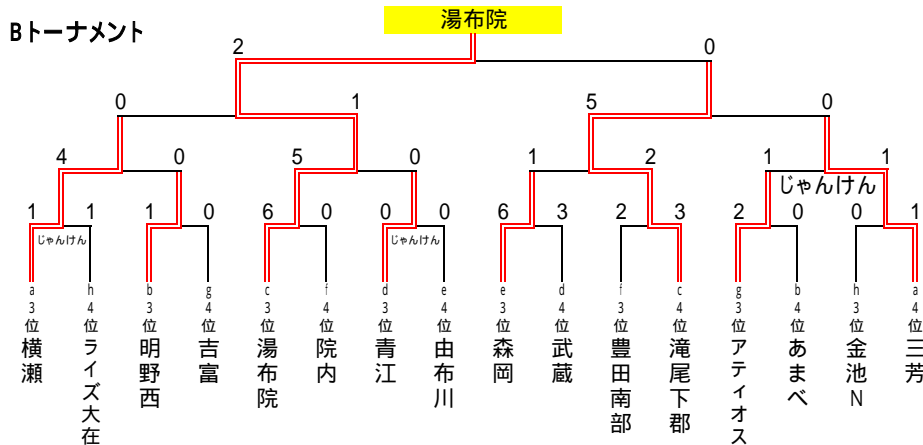 湯布院
Bトーナメント
2 0
0 1 5 0
4 0 5 0 1 2 1 1
じゃんけん
1 1 1 0 6 0 0 0 6 3 2 3 2 0 0 1
じゃんけん じゃんけん
a3位横瀬
h4位ライズ大在
b3位明野西
g4位吉富
c3位湯布院
f4位院内
d3位青江
e4位由布川
e3位森岡
d4位武蔵
f3位豊田南部
c4位滝尾下郡
g3位アティオス
b4位あまべ
h3位金池N
a4位三芳